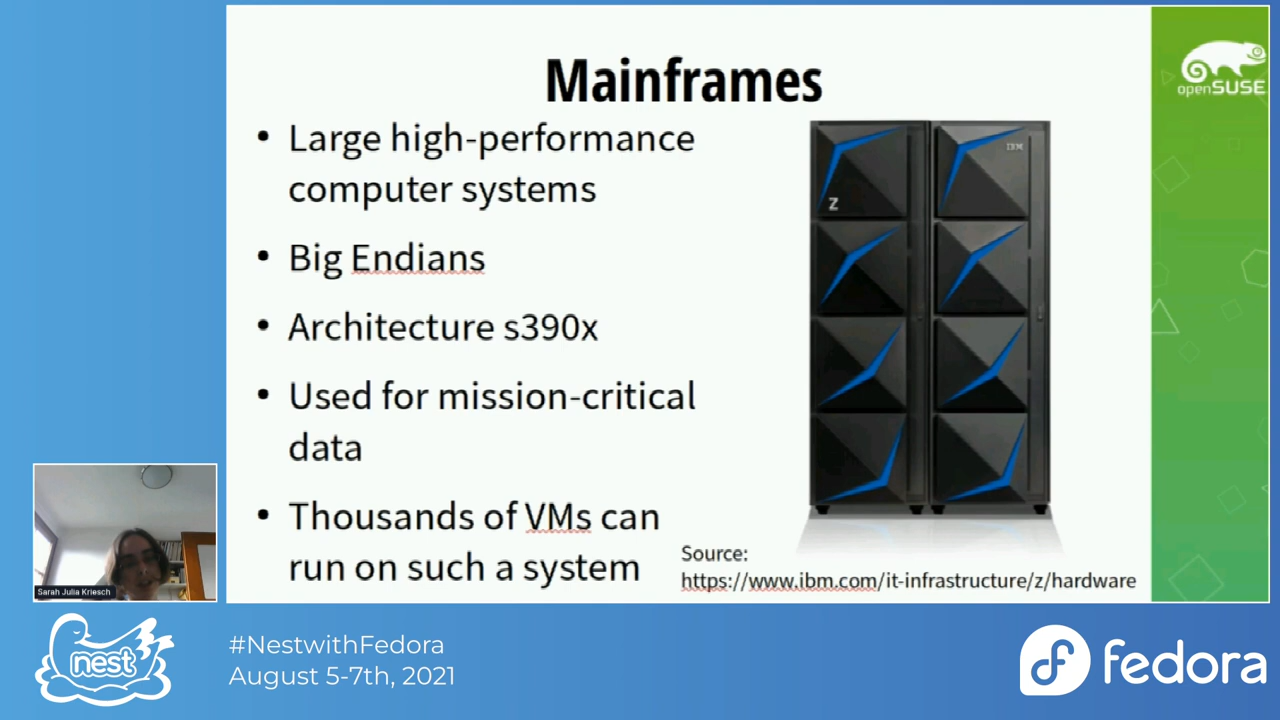 Mainframes
• Large high-performance
computer systems
• Big Endians
• Architecture s390x
• Used for mission-critical
data
• Thousands of VMs can
run on such a system
Source:
https://www.ibm.com/it-infrastructure/z/hardware
IBM
Z
openSUSE
Sarah Julia Kriesch
nest
#NestwithFedora
August 5-7th, 2021
fedora